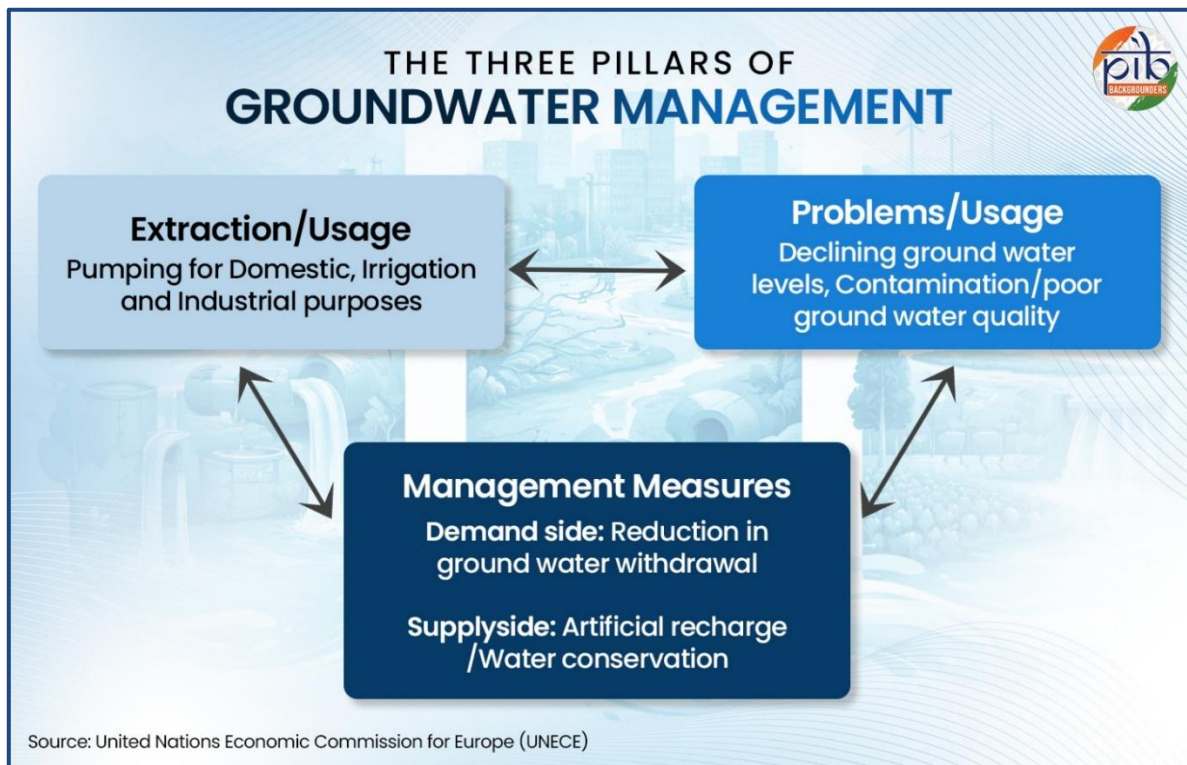 THE THREE PILLARS OF
GROUNDWATER MANAGEMENT
pib
BACKGROUNDERS
Extraction/Usage
Pumping for Domestic, Irrigation
and Industrial purposes
Problems/Usage
Declining ground water
levels, Contamination/poor
ground water quality
Management Measures
Demand side: Reduction in
ground water withdrawal
Supplyside: Artificial recharge
/Water conservation
Source: United Nations Economic Commission for Europe (UNECE)